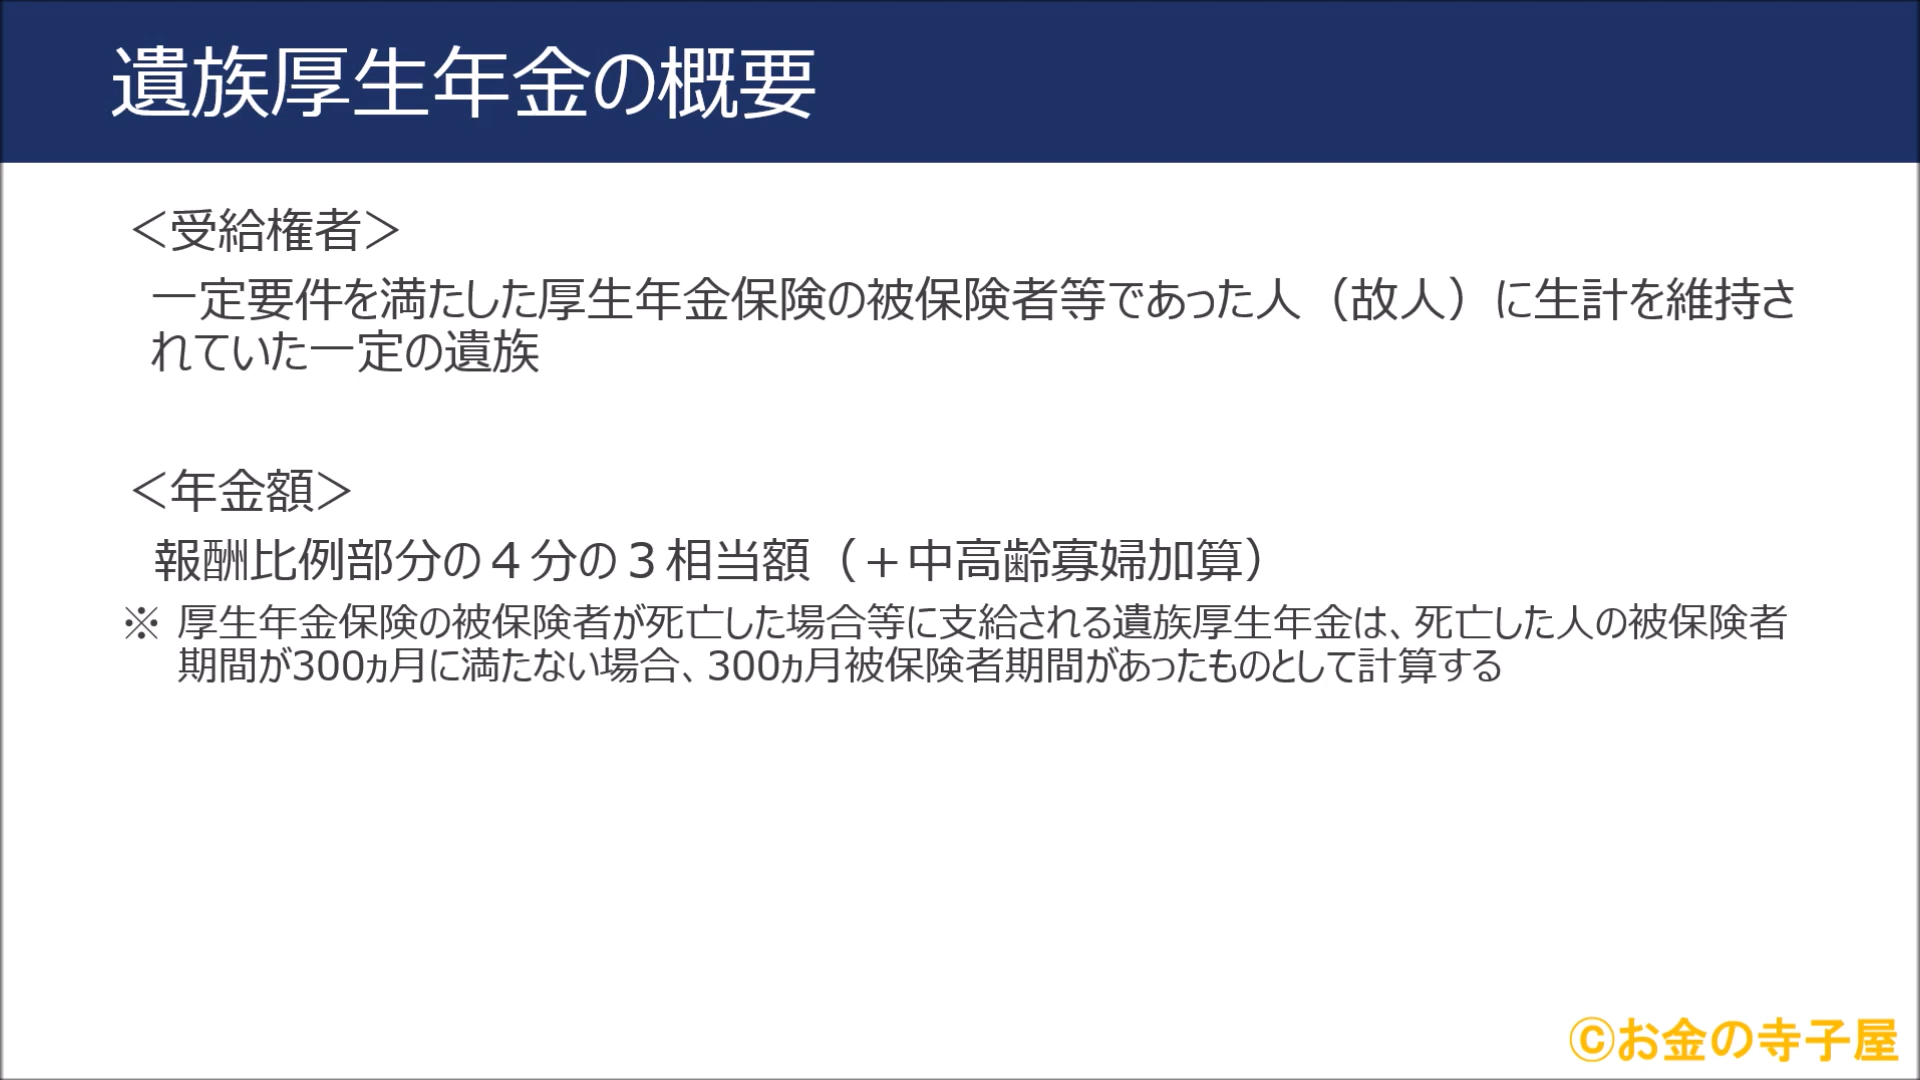 遺族厚生年金の概要
＜受給権者＞
一定要件を満たした厚生年金保険の被保険者等であった人（故人）に生計を維持さ
れていた一定の遺族
＜年金額＞
報酬比例部分の４分の３相当額（＋中高齢寡婦加算）
※ 厚生年金保険の被保険者が死亡した場合等に支給される遺族厚生年金は、死亡した人の被保険者
期間が300ヵ月に満たない場合、300ヵ月被保険者期間があったものとして計算する
©お金の寺子屋